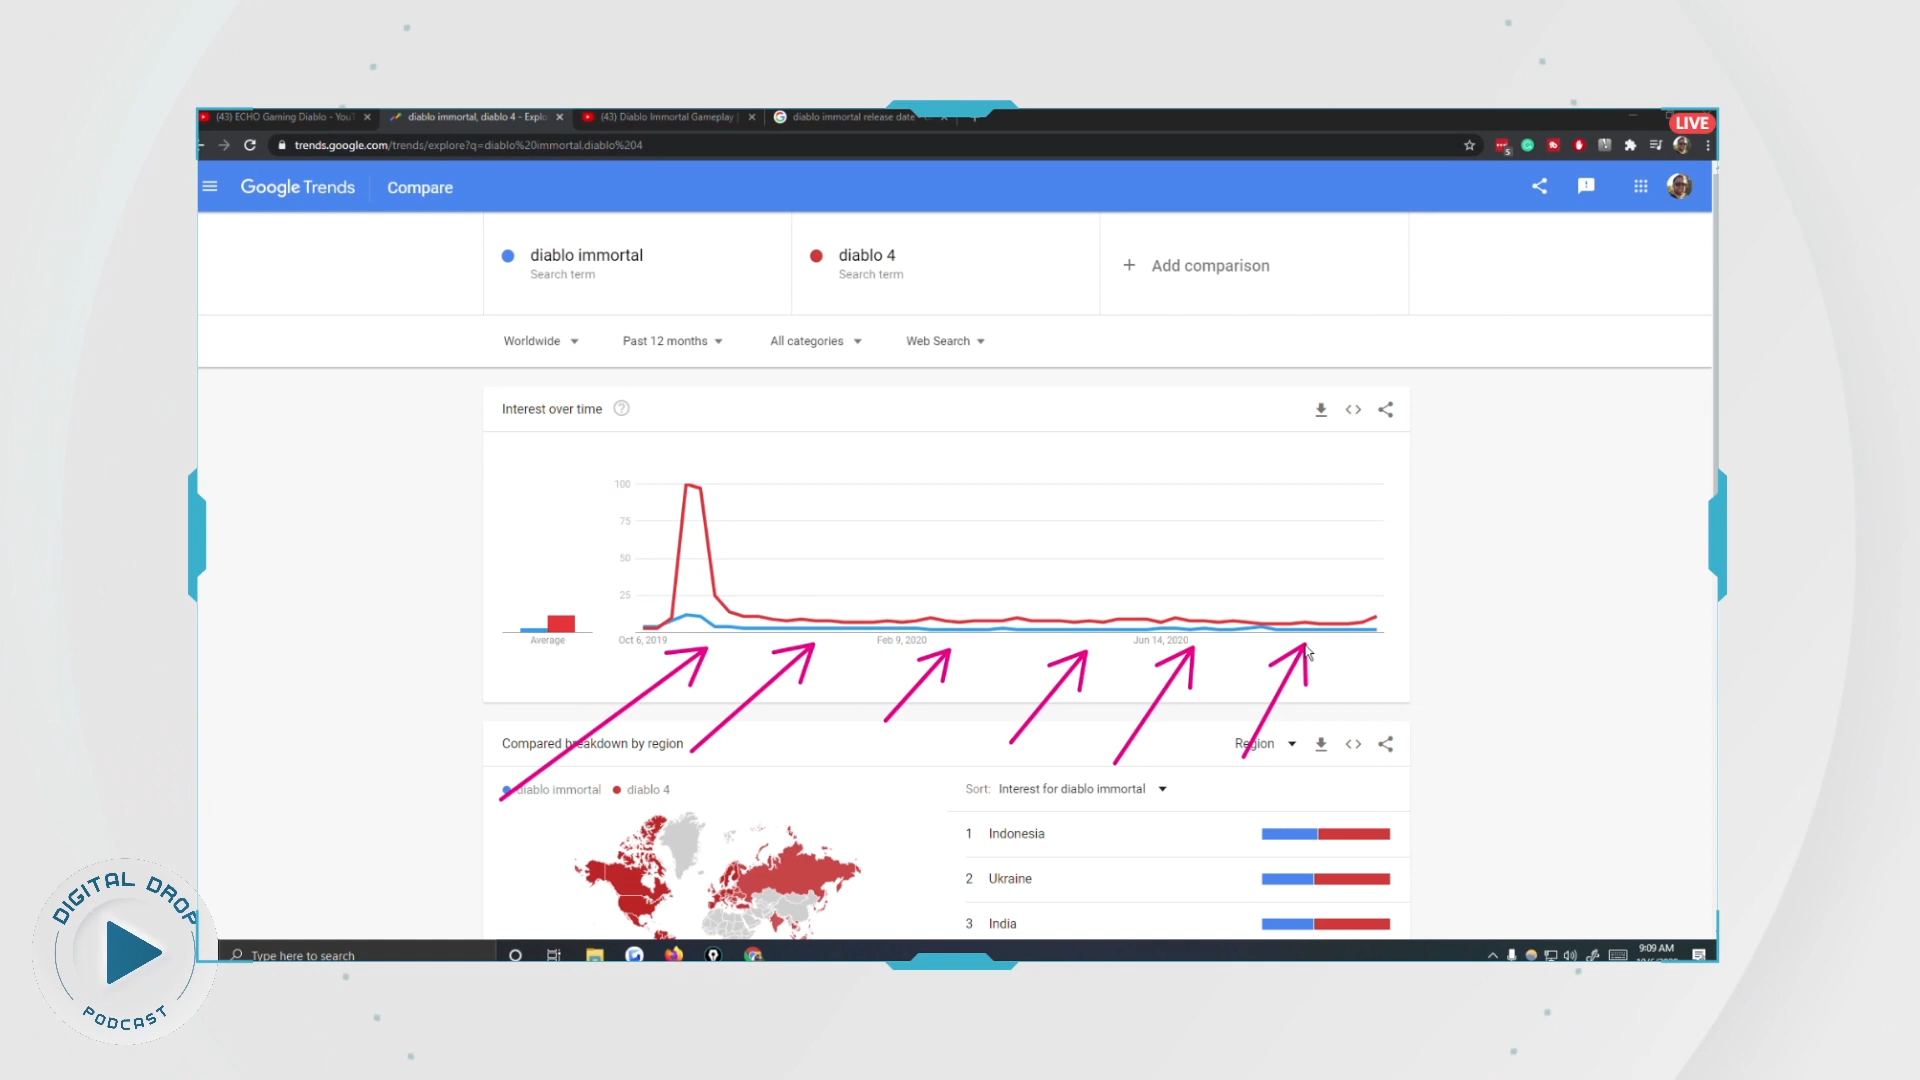 (43) ECHO Gaming Diablo - YouT
diablo immortal, diablo 4 - Explo
(43) Diablo Immortal Gameplay
diablo immortal release date
LIVE
trends.google.com/trends/explore?q=diablo%20immortal,diablo%204
5
Google Trends
Compare
diablo immortal
Search term
diablo 4
Search term
+ Add comparison
Worldwide
Past 12 months
All categories
Web Search
Interest over time
100
75
50
25
Average
Oct 6, 2019
Feb 9, 2020
Jun 14, 2020
Compared breakdown by region
Region
diablo immortal
diablo 4
Sort: Interest for diablo immortal
1 Indonesia
2 Ukraine
3 India
Type here to search
9:09 AM
DIGITAL DROP
PODCAST